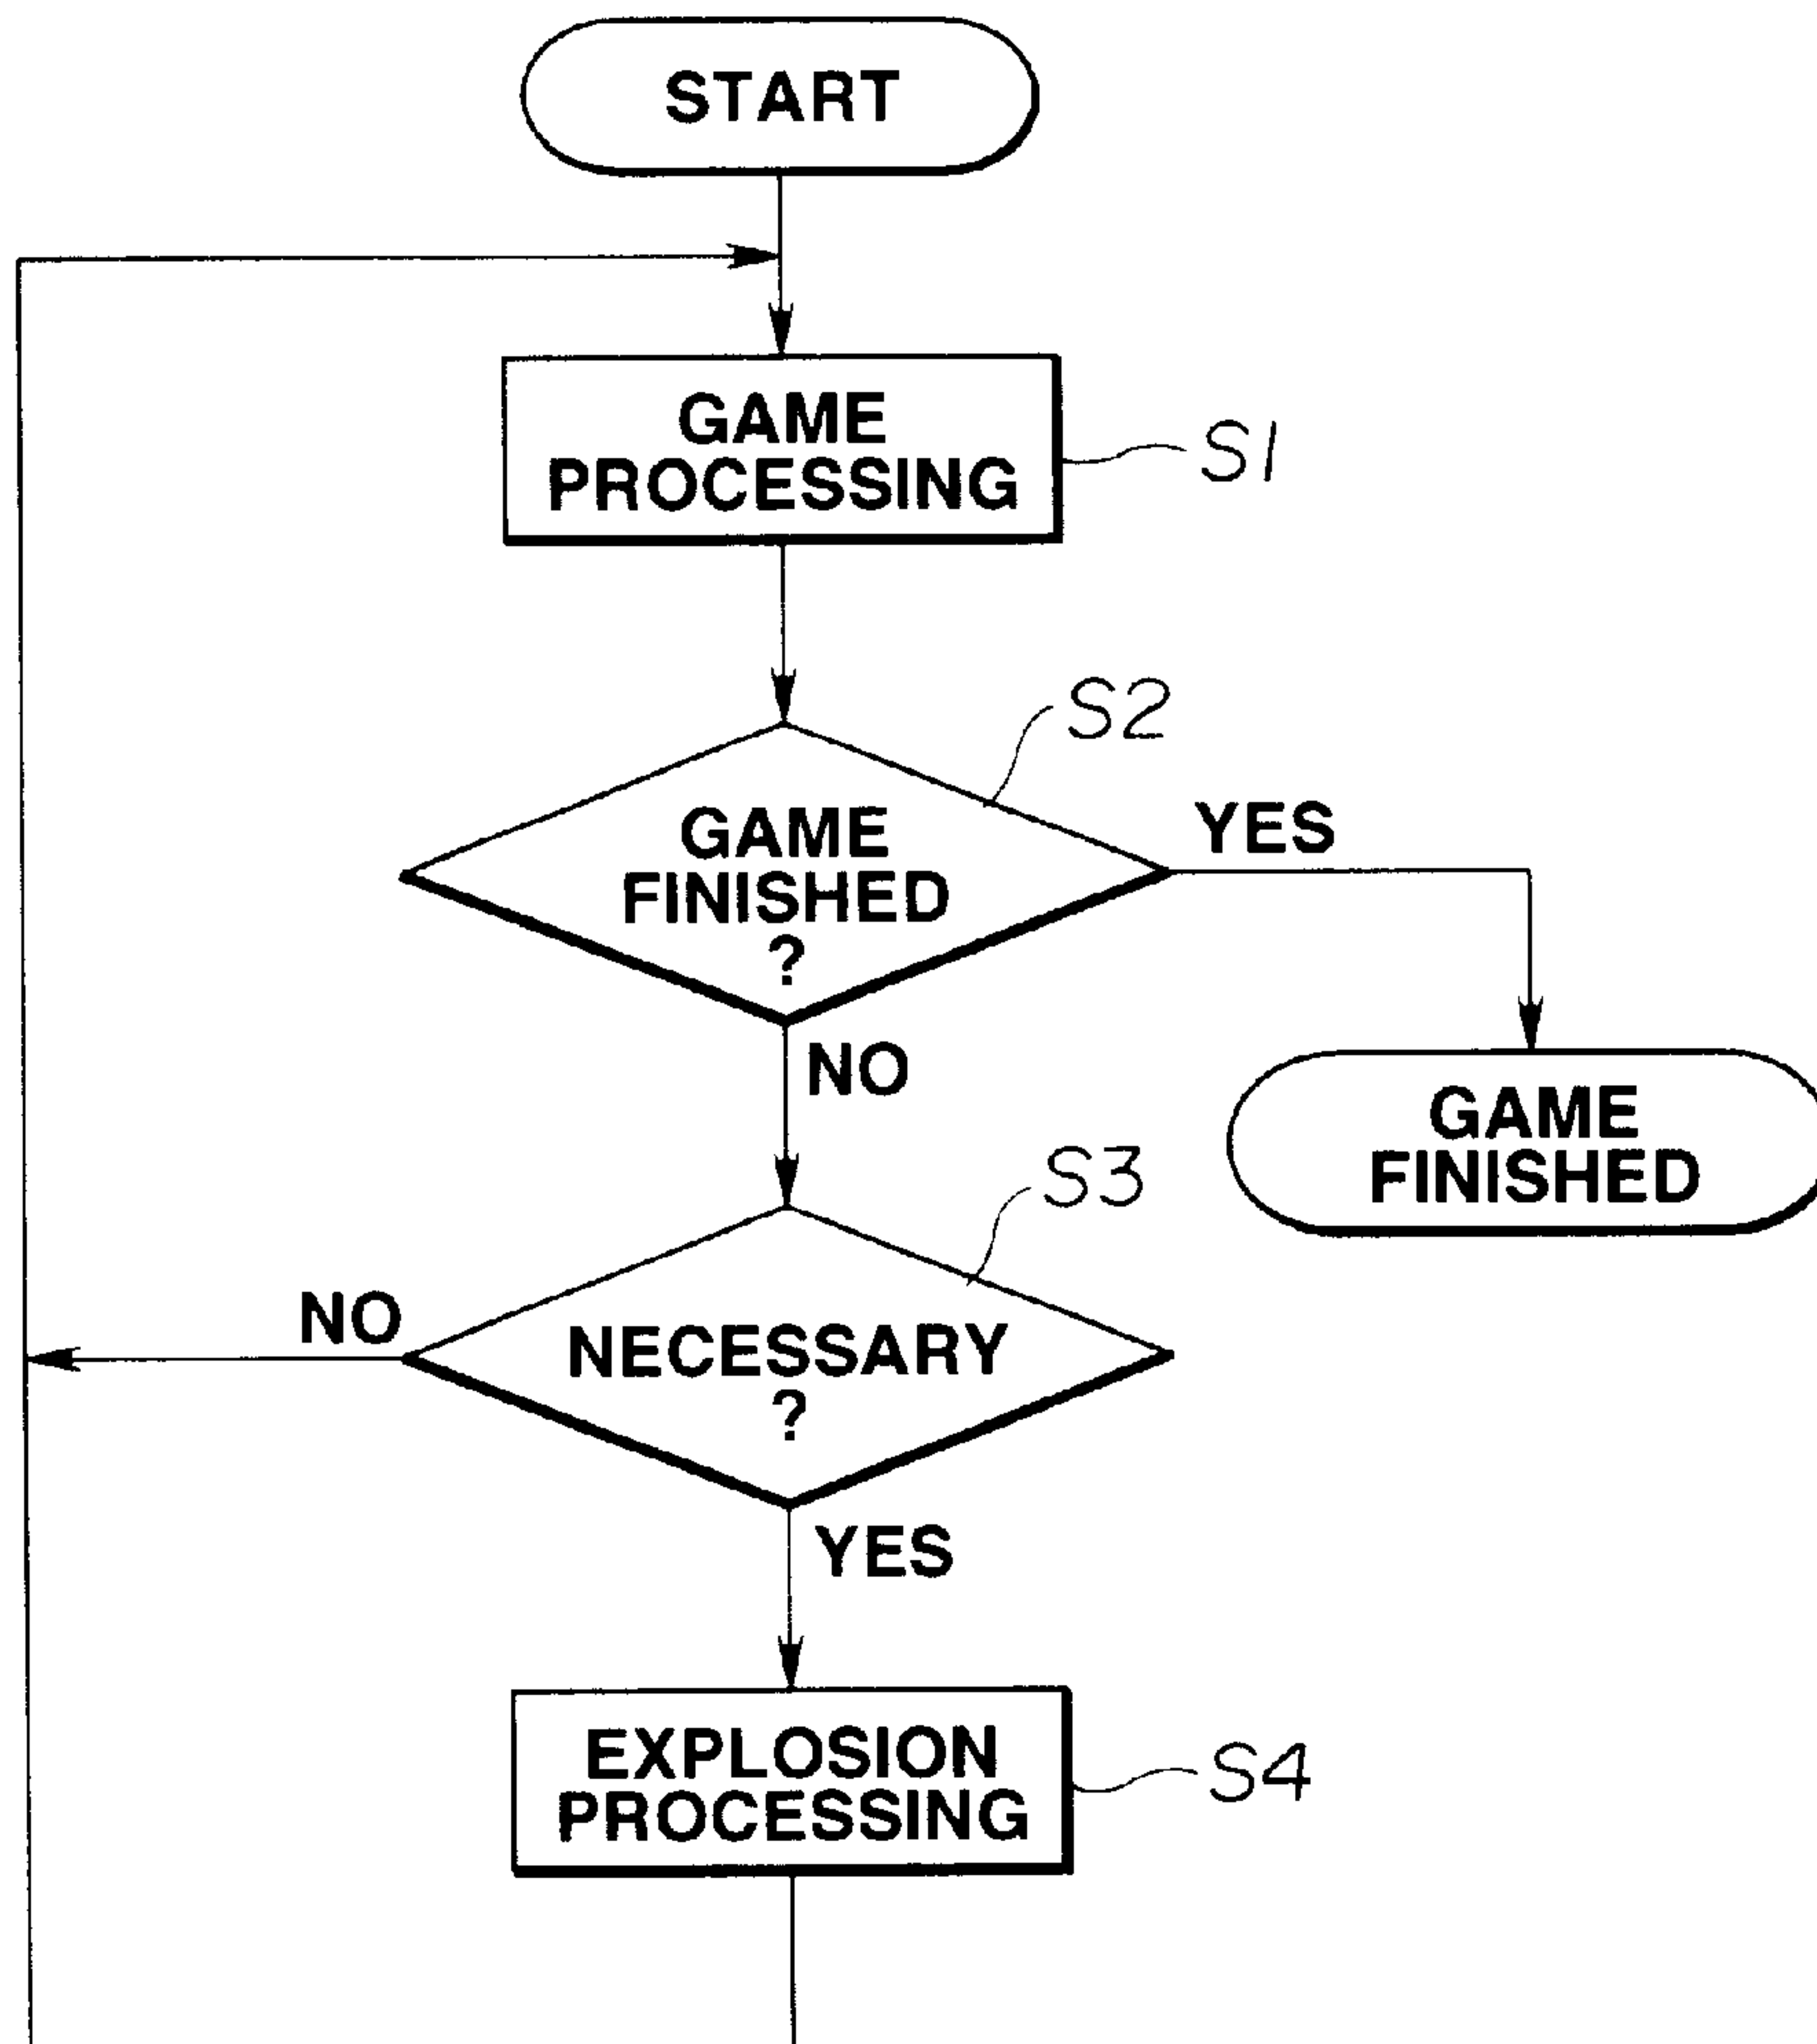 START
GAME
PROCESSING
S1
S2
GAME
FINISHED
?
YES
NO
GAME
FINISHED
S3
NO
NECESSARY
?
YES
EXPLOSION
PROCESSING
S4